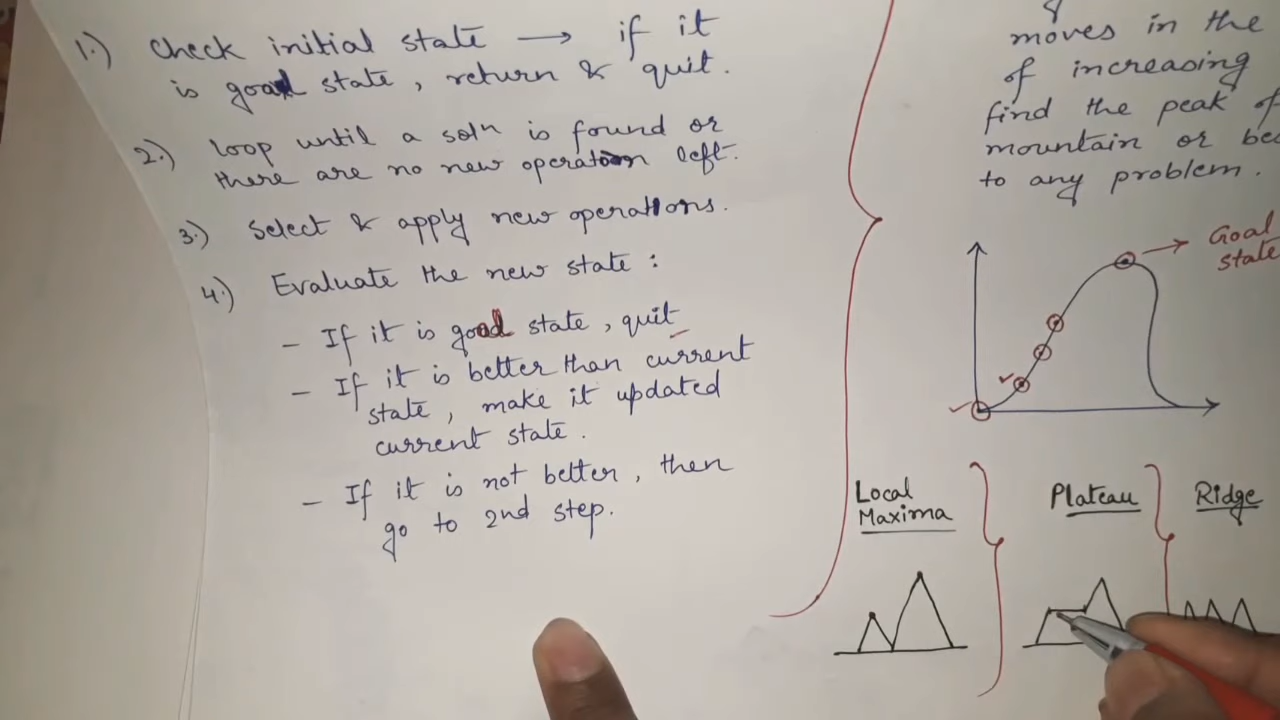 1.) Check initial state → if it
is goal state, return & quit.
2.) loop until a solⁿ is found or
there are no new operation left.
3.) Select & apply new operations.
4.) Evaluate the new state :
- If it is goal state, quit
- If it is better than current
state, make it updated
current state.
- If it is not better, then
go to 2nd step.
moves in the
of increasing
find the peak of
mountain or
to any problem.
Goal
state
Local
Maxima
Plateau
Ridge